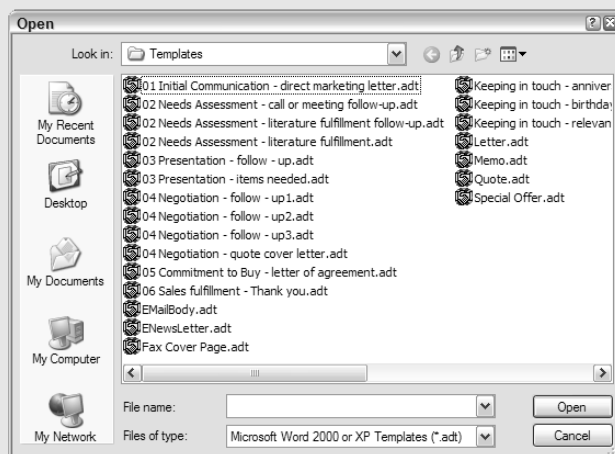 Open
Look in:
Templates
My Recent
Documents
Desktop
My Documents
My Computer
My Network
01 Initial Communication - direct marketing letter.adt
02 Needs Assessment - call or meeting follow-up.adt
02 Needs Assessment - literature fulfillment follow-up.adt
02 Needs Assessment - literature fulfillment.adt
03 Presentation - follow - up.adt
03 Presentation - items needed.adt
04 Negotiation - follow - up1.adt
04 Negotiation - follow - up2.adt
04 Negotiation - follow - up3.adt
04 Negotiation - quote cover letter.adt
05 Commitment to Buy - letter of agreement.adt
06 Sales fulfillment - Thank you.adt
EMailBody.adt
ENewsLetter.adt
Fax Cover Page.adt
Keeping in touch - anniver
Keeping in touch - birthday
Keeping in touch - relevan
Letter.adt
Memo.adt
Quote.adt
Special Offer.adt
File name:
Open
Files of type:
Microsoft Word 2000 or XP Templates (*.adt)
Cancel